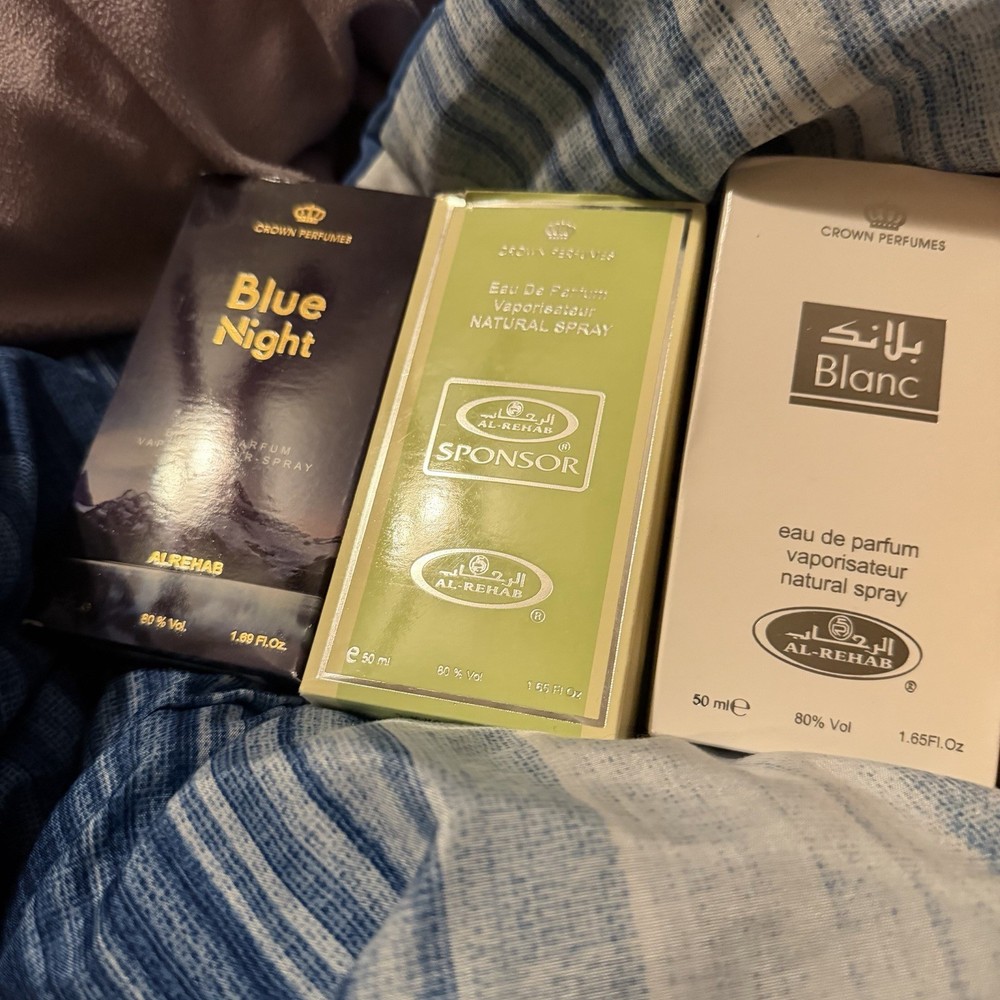 CROWN PERFUMES
Blue
Night
ARFUM
R-SPRAY
ALREHAB
80 % Vol.
1.69 Fl.Oz.
CROWN PERFUMES
Eau De Parfum
Vaporisateur
NATURAL SPRAY
الرحاب
AL-REHAB
SPONSOR
الرحاب
AL-REHAB
®
e 50 ml
80 % Vol
1.65 Fl Oz
CROWN PERFUMES
بلانك
Blanc
eau de parfum
vaporisateur
natural spray
الرحاب
AL-REHAB
®
50 ml e
80% Vol
1.65Fl.Oz